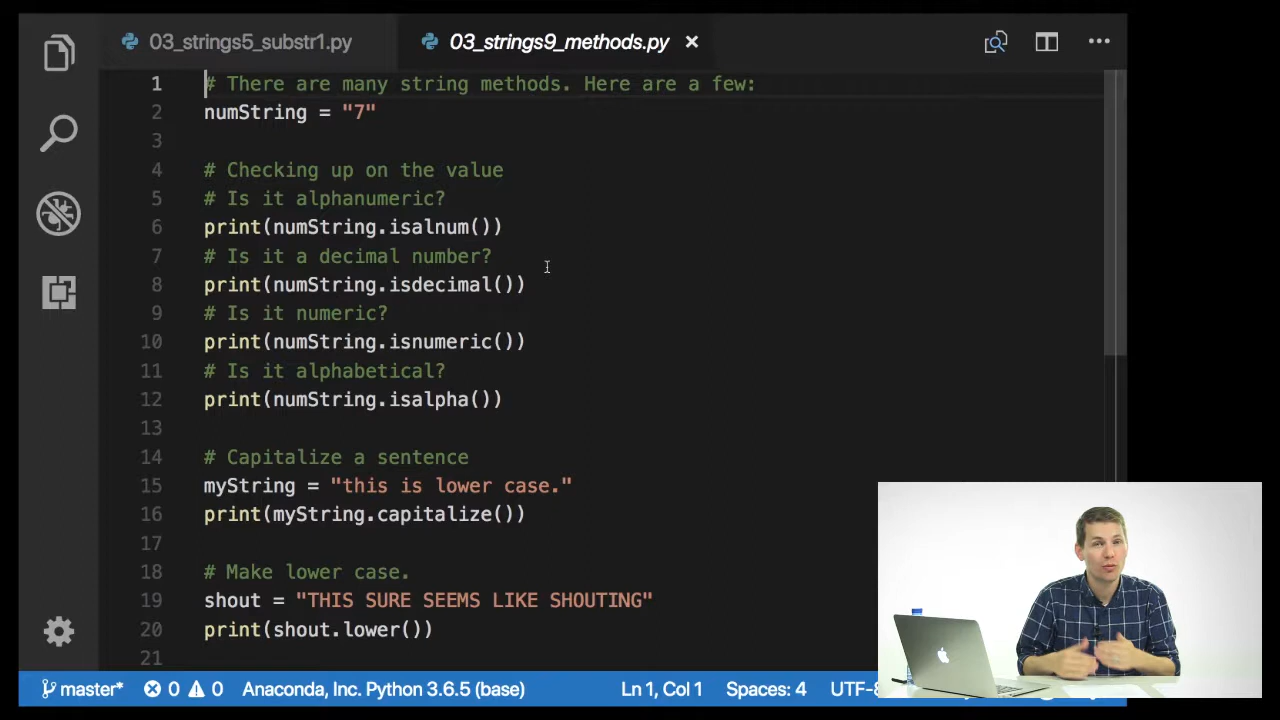 03_strings5_substr1.py
03_strings9_methods.py
1 # There are many string methods. Here are a few:
2 numString = "7"
3
4 # Checking up on the value
5 # Is it alphanumeric?
6 print(numString.isalnum())
7 # Is it a decimal number?
8 print(numString.isdecimal())
9 # Is it numeric?
10 print(numString.isnumeric())
11 # Is it alphabetical?
12 print(numString.isalpha())
13
14 # Capitalize a sentence
15 myString = "this is lower case."
16 print(myString.capitalize())
17
18 # Make lower case.
19 shout = "THIS SURE SEEMS LIKE SHOUTING"
20 print(shout.lower())
21
master* 0 0 Anaconda, Inc. Python 3.6.5 (base) Ln 1, Col 1 Spaces: 4